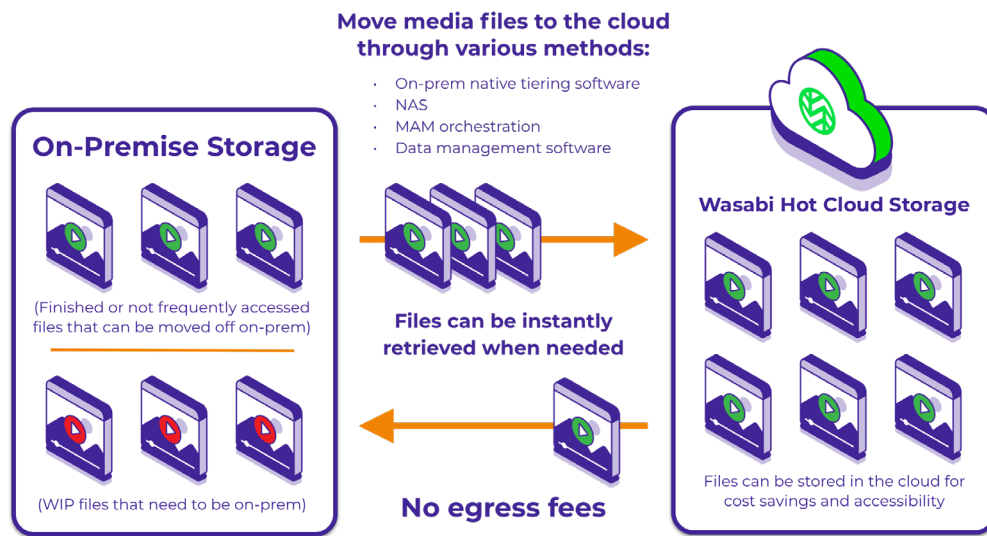 Move media files to the cloud
through various methods:
· On-prem native tiering software
· NAS
· MAM orchestration
· Data management software
On-Premise Storage
(Finished or not frequently accessed
files that can be moved off on-prem)
(WIP files that need to be on-prem)
Files can be instantly
retrieved when needed
No egress fees
Wasabi Hot Cloud Storage
Files can be stored in the cloud for
cost savings and accessibility